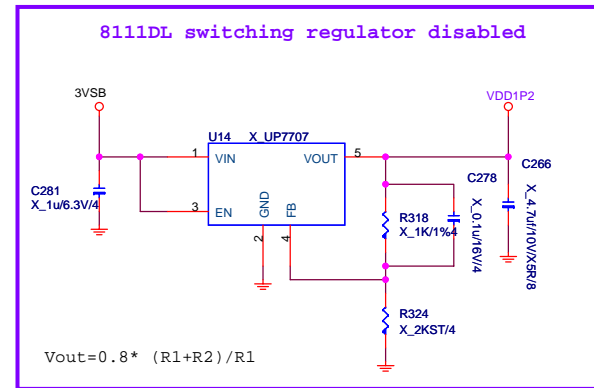 8111DL switching regulator disabled
3VSB
VDD1P2
U14 X_UP7707
1 VIN VOUT 5
3 EN
GND FB
2 4
C281
X_1u/6.3V/4
R318
X_1K/1%4
C278
X_0.1u/16V/4
C266
X_4.7uf/10V/X5R/8
R324
X_2KST/4
Vout=0.8* (R1+R2)/R1